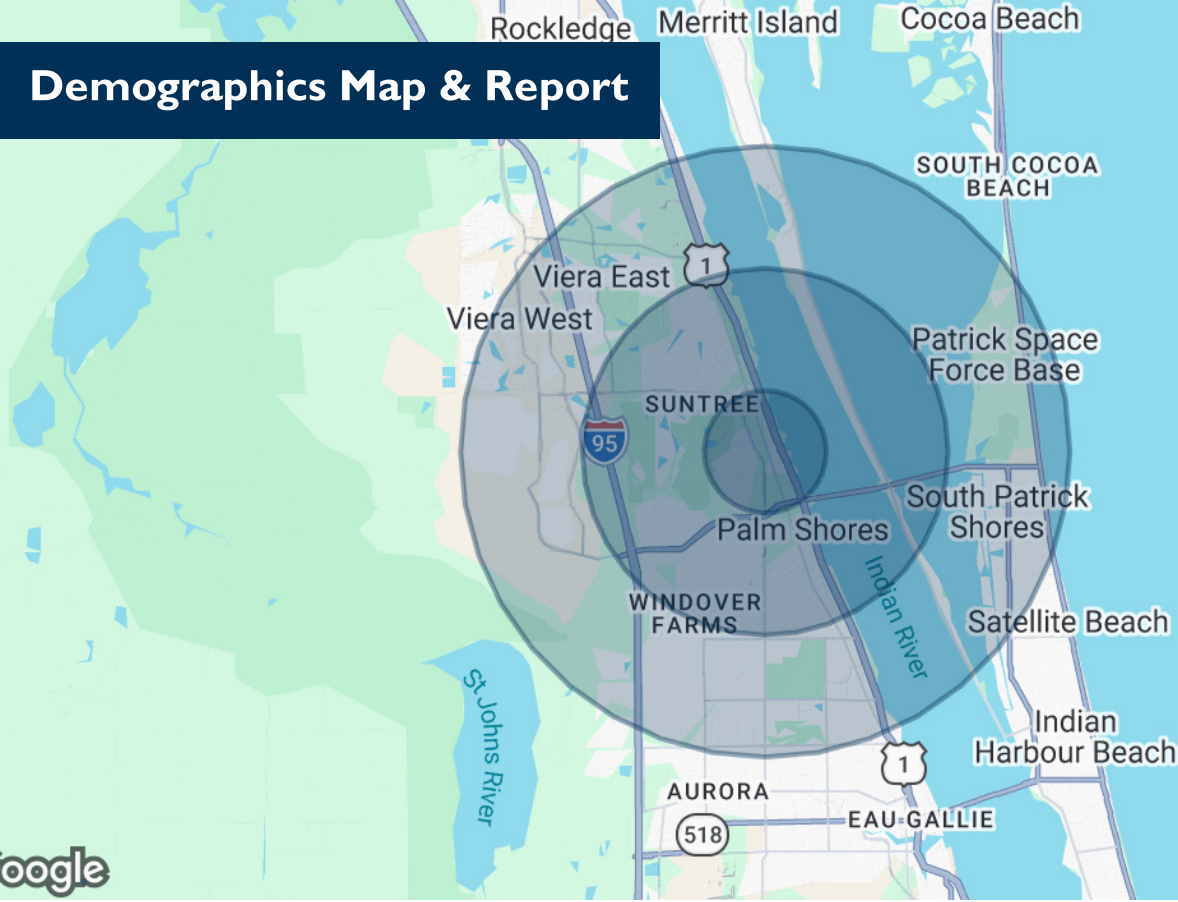 Rockledge
Merritt Island
Cocoa Beach
Demographics Map & Report
SOUTH COCOA
BEACH
Viera East
1
Viera West
Patrick Space
Force Base
SUNTREE
95
South Patrick
Shores
Palm Shores
Indian River
WINDOVER
FARMS
Satellite Beach
St Johns River
Indian
Harbour Beach
1
AURORA
EAU GALLIE
518
oogle